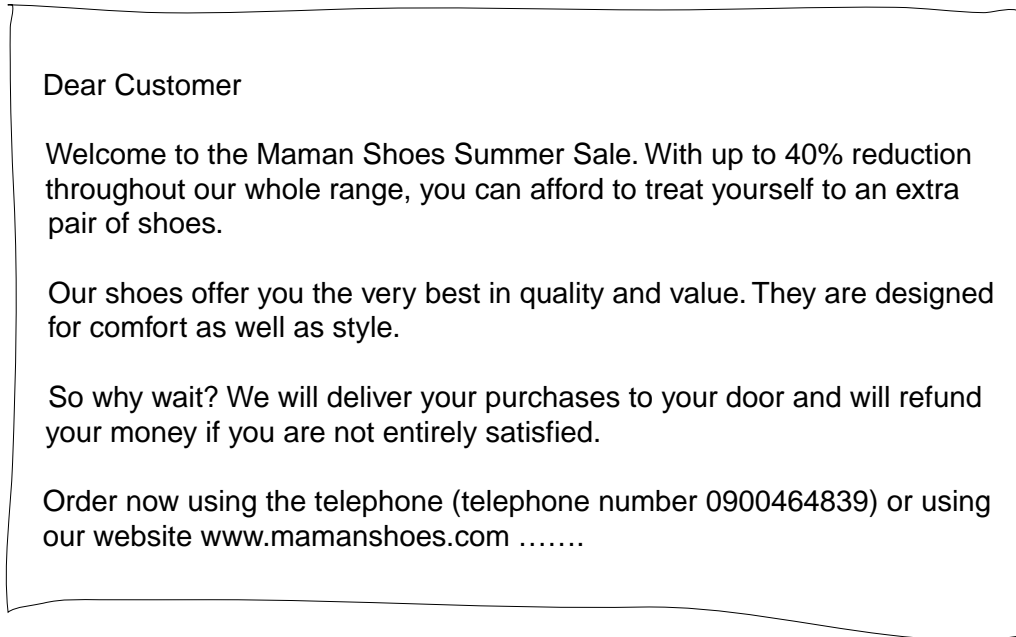 Dear Customer
Welcome to the Maman Shoes Summer Sale. With up to 40% reduction
throughout our whole range, you can afford to treat yourself to an extra
pair of shoes.
Our shoes offer you the very best in quality and value. They are designed
for comfort as well as style.
So why wait? We will deliver your purchases to your door and will refund
your money if you are not entirely satisfied.
Order now using the telephone (telephone number 0900464839) or using
our website www.mamanshoes.com …….